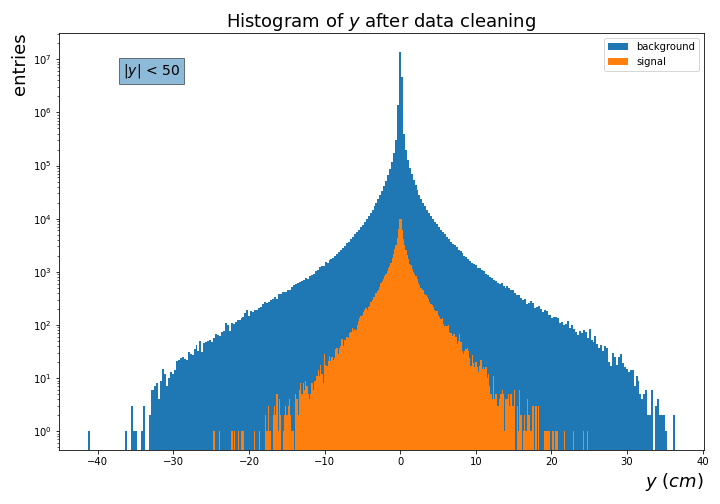 Histogram of y after data cleaning
entries
|y| < 50
background
signal
10⁷
10⁶
10⁵
10⁴
10³
10²
10¹
10⁰
−40 −30 −20 −10 0 10 20 30 40
y (cm)